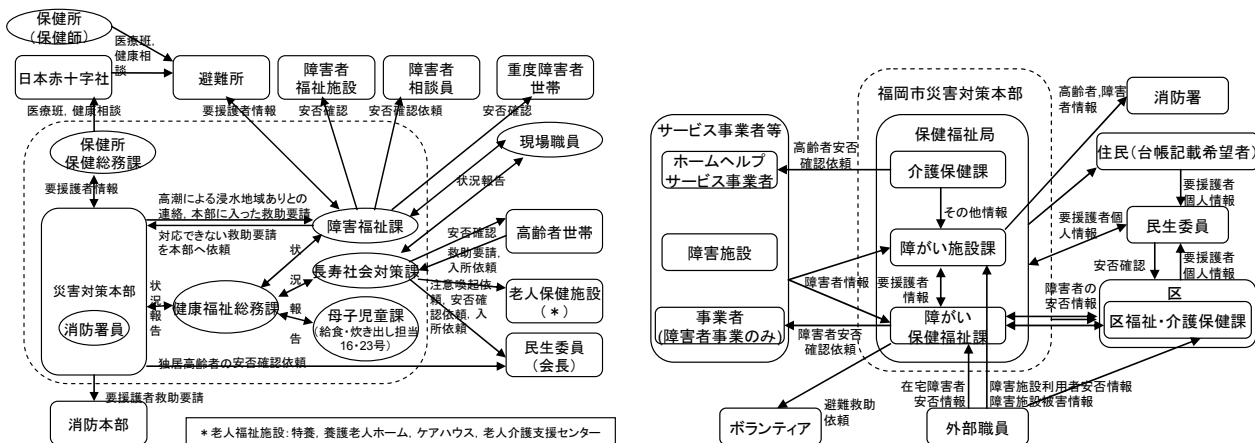 保健所
(保健師)
医療班,
健康相
談
日本赤十字社
避難所
障害者
福祉施設
障害者
相談員
重度障害者
世帯
医療班,健康相談
要援護者情報
安否確認
安否確認依頼
安否確認
保健所
保健総務課
現場職員
要援護者情報
状況報告
高潮による浸水地域ありとの
連絡,本部に入った救助要請
障害福祉課
対応できない救助要請
を本部へ依頼
安否確認
高齢者世帯
状
況
報
告
長寿社会対策課
救助要請,
入所依頼
災害対策本部
状
況
報
告
健康福祉総務課
注意喚起依
頼,安否確
認依頼,入
所依頼
老人保健施設
(*)
消防署員
母子児童課
(給食・炊き出し担当
16・23号)
独居高齢者の安否確認依頼
民生委員
(会長)
要援護者救助要請
消防本部
*老人福祉施設:特養,養護老人ホーム,ケアハウス,老人介護支援センター
福岡市災害対策本部
高齢者,障害
者情報
消防署
サービス事業者等
保健福祉局
高齢者安否
確認依頼
ホームヘルプ
サービス事業者
介護保健課
住民(台帳記載希望者)
その他情報
要援護者
個人情報
要援護者個
人情報
民生委員
障害施設
障がい施設課
障害者情報
要援護者
情報
安否確認
要援護者
個人情報
障害者の
安否情報
区
区福祉・介護保健課
事業者
(障害者事業のみ)
障がい
保健福祉課
障害者安否
確認依頼
在宅障害者
安否情報
障害施設利用者安否情報
障害施設被害情報
避難救助
依頼
ボランティア
外部職員